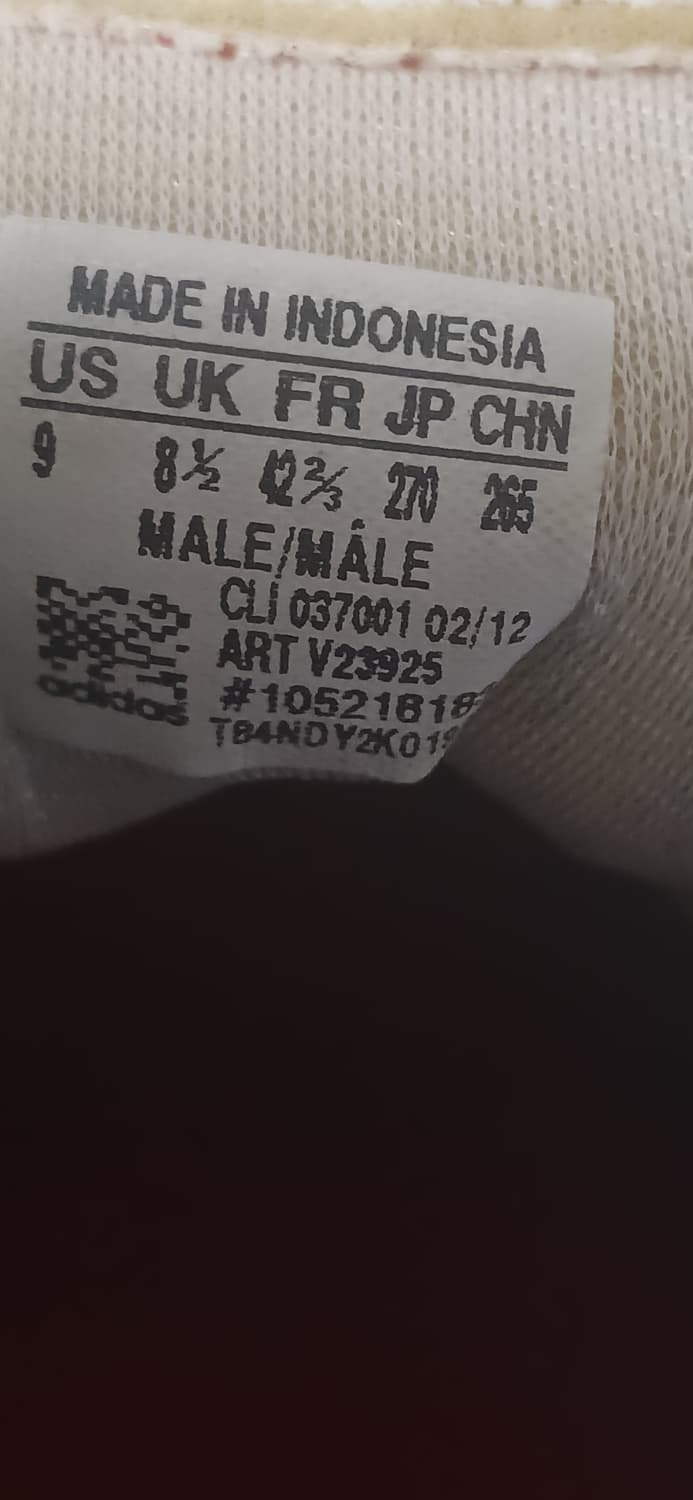 MADE IN INDONESIA
US UK FR JP CHN
9 8½ 42⅔ 270 265
MALE/MÂLE
CLI 037001 02/12
ART V23925
adidas